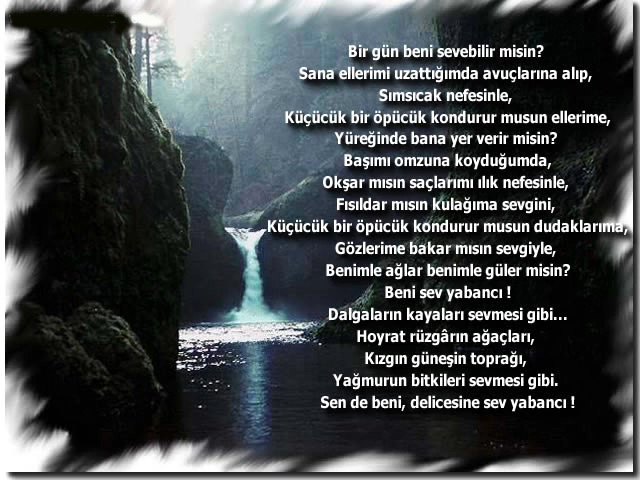 Bir gün beni sevebilir misin?
Sana ellerimi uzattığımda avuçlarına alıp,
Sımsıcak nefesinle,
Küçücük bir öpücük kondurur musun ellerime,
Yüreğinde bana yer verir misin?
Başımı omzuna koyduğumda,
Okşar mısın saçlarımı ılık nefesinle,
Fısıldar mısın kulağıma sevgini,
Küçücük bir öpücük kondurur musun dudaklarıma,
Gözlerime bakar mısın sevgiyle,
Benimle ağlar benimle güler misin?
Beni sev yabancı !
Dalgaların kayaları sevmesi gibi...
Hoyrat rüzgârın ağaçları,
Kızgın güneşin toprağı,
Yağmurun bitkileri sevmesi gibi.
Sen de beni, delicesine sev yabancı !